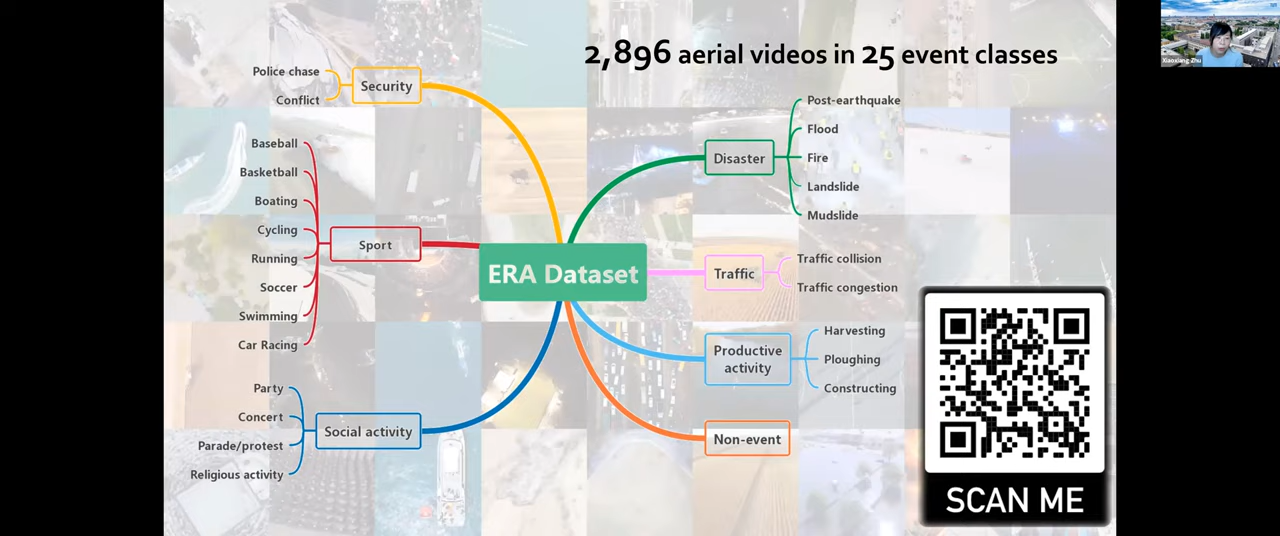 2,896 aerial videos in 25 event classes
Xiaoxiang Zhu
Police chase
Conflict
Security
Baseball
Basketball
Boating
Cycling
Running
Soccer
Swimming
Car Racing
Sport
Party
Concert
Parade/protest
Religious activity
Social activity
ERA Dataset
Disaster
Post-earthquake
Flood
Fire
Landslide
Mudslide
Traffic
Traffic collision
Traffic congestion
Productive
activity
Harvesting
Ploughing
Constructing
Non-event
SCAN ME